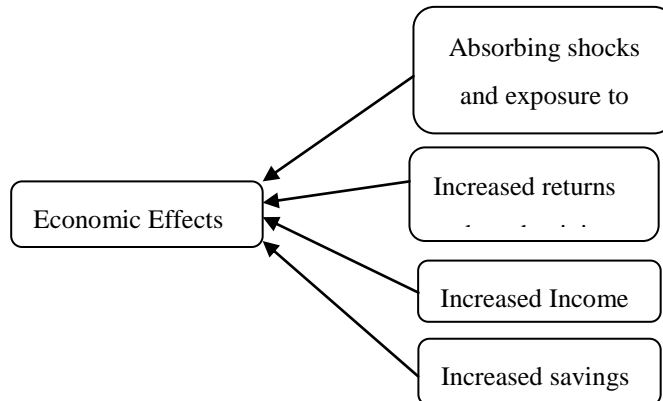 Absorbing shocks
and exposure to
Increased returns
Economic Effects
Increased Income
Increased savings